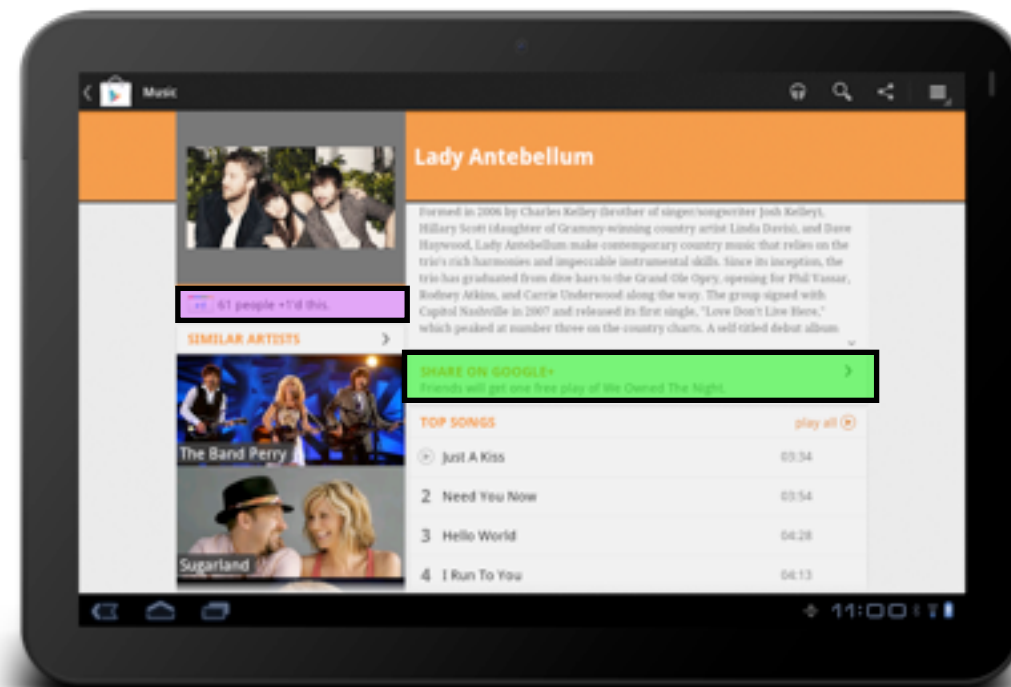 Music
Lady Antebellum
Formed in 2006 by Charles Kelley (brother of singer/songwriter Josh Kelley),
Hillary Scott (daughter of Grammy-winning country artist Linda Davis), and Dave
Haywood, Lady Antebellum make contemporary country music that relies on the
trio's rich harmonies and impeccable instrumental skills. Since its inception, the
trio has graduated from dive bars to the Grand Ole Opry, opening for Phil Vassar,
Rodney Atkins, and Carrie Underwood along the way. The group signed with
Capitol Nashville in 2007 and released its first single, "Love Don't Live Here,"
which peaked at number three on the country charts. A self-titled debut album
+1 61 people +1'd this.
SIMILAR ARTISTS
The Band Perry
Sugarland
SHARE ON GOOGLE+
Friends will get one free play of We Owned The Night.
TOP SONGS play all
Just A Kiss 03:34
2 Need You Now 03:54
3 Hello World 04:28
4 I Run To You 04:13
11:00